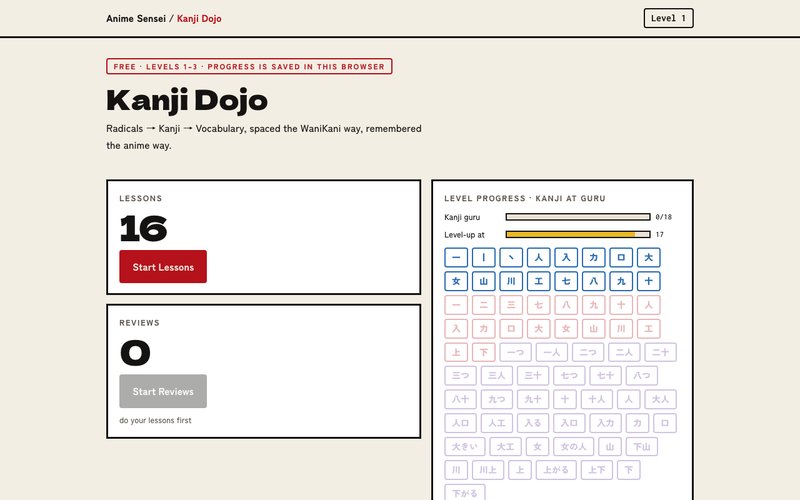 Anime Sensei / Kanji Dojo
Level 1
FREE · LEVELS 1–3 · PROGRESS IS SAVED IN THIS BROWSER
Kanji Dojo
Radicals → Kanji → Vocabulary, spaced the WaniKani way, remembered
the anime way.
LESSONS
16
Start Lessons
REVIEWS
0
Start Reviews
do your lessons first
LEVEL PROGRESS · KANJI AT GURU
Kanji guru 0/18
Level-up at 17
一 丨 丶 人 入 力 口 大
女 山 川 工 七 八 九 十
一 二 三 七 八 九 十 人
入 力 口 大 女 山 川 工
上 下 一つ 一人 二つ 二人 二十
三つ 三人 三十 七つ 七十 八つ
八十 九つ 九十 十 十人 人 大人
人口 人工 入る 入口 入力 力 口
大きい 大工 女 女の人 山 下山
川 川上 上 上がる 上下 下
下がる